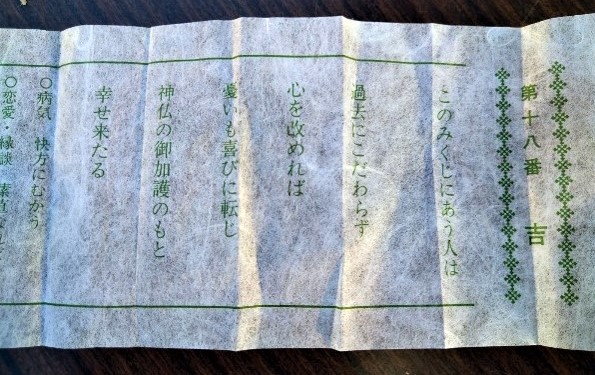 第十八番 吉
このみくじにあう人は
過去にこだわらず
心を改めれば
憂いも喜びに転じ
神仏の御加護のもと
幸せ来たる
○病気 快方にむかう
○恋愛・縁談